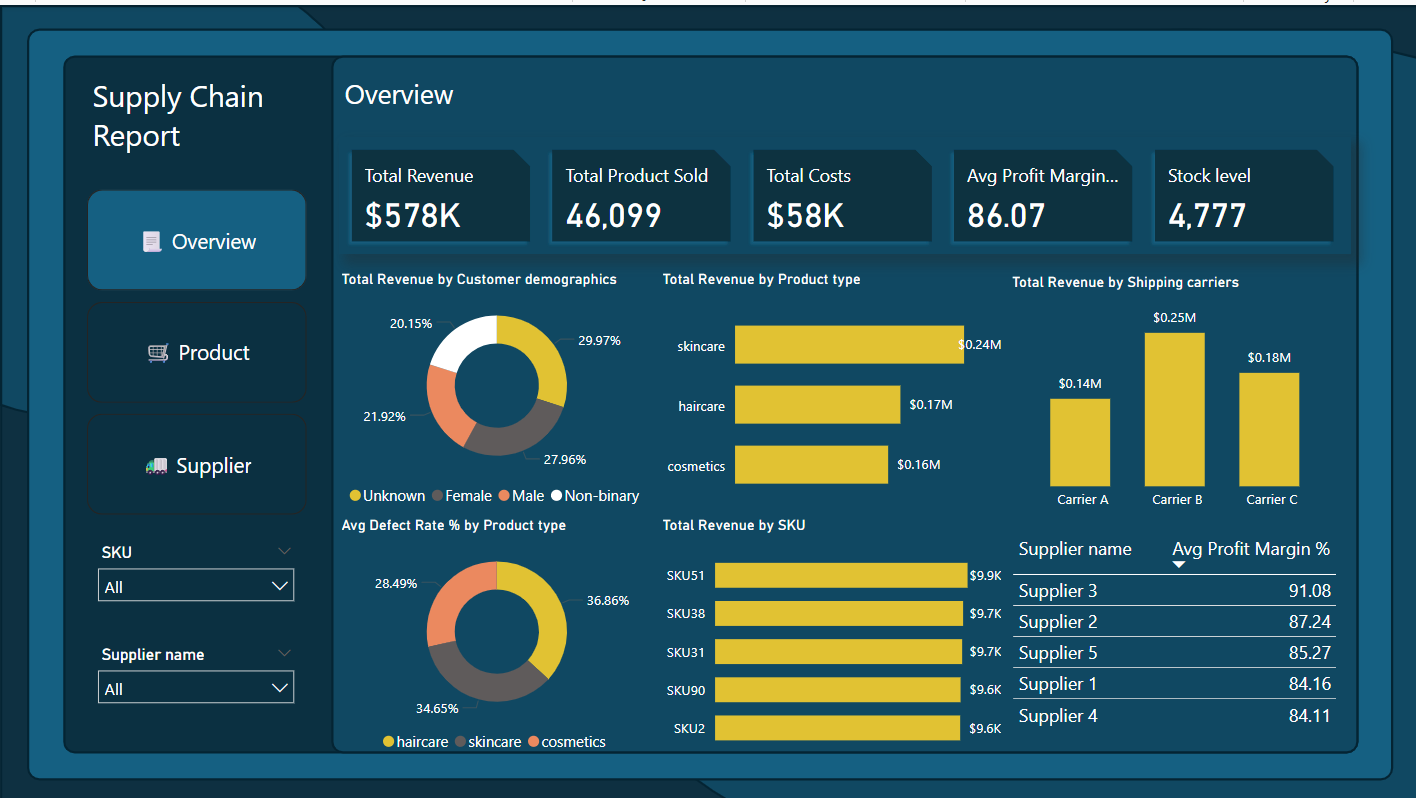 Supply Chain
Report
Overview
Product
Supplier
SKU
All
Supplier name
All
Overview
Total Revenue
$578K
Total Product Sold
46,099
Total Costs
$58K
Avg Profit Margin...
86.07
Stock level
4,777
Total Revenue by Customer demographics
20.15%
29.97%
21.92%
27.96%
Unknown Female Male Non-binary
Total Revenue by Product type
skincare $0.24M
haircare $0.17M
cosmetics $0.16M
Total Revenue by Shipping carriers
$0.25M
$0.18M
$0.14M
Carrier A Carrier B Carrier C
Avg Defect Rate % by Product type
28.49%
36.86%
34.65%
haircare skincare cosmetics
Total Revenue by SKU
SKU51 $9.9K
SKU38 $9.7K
SKU31 $9.7K
SKU90 $9.6K
SKU2 $9.6K
Supplier name Avg Profit Margin %
Supplier 3 91.08
Supplier 2 87.24
Supplier 5 85.27
Supplier 1 84.16
Supplier 4 84.11